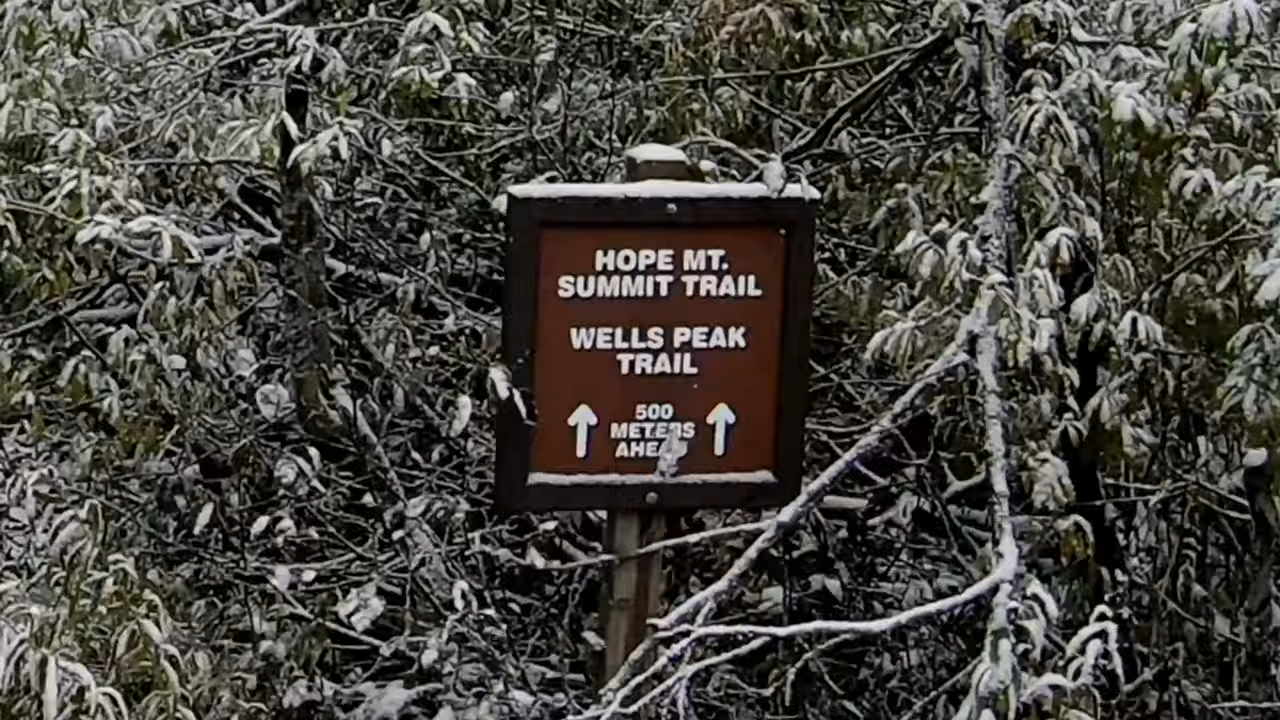 HOPE MT.
SUMMIT TRAIL
WELLS PEAK
TRAIL
500
METERS
AHEAD